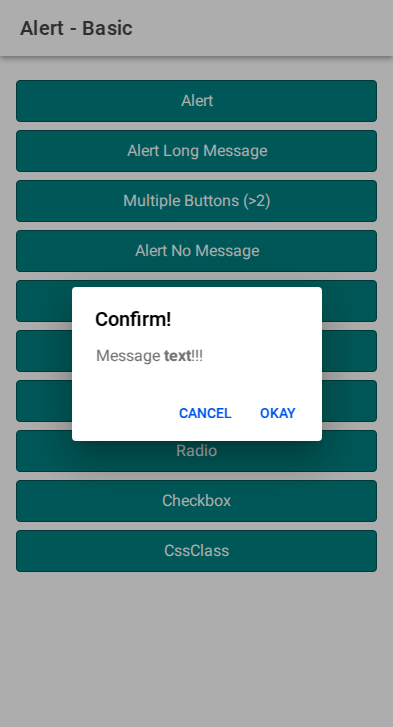 Alert - Basic
Alert
Alert Long Message
Multiple Buttons (>2)
Alert No Message
Confirm!
Message text!!!
CANCEL OKAY
Radio
Checkbox
CssClass